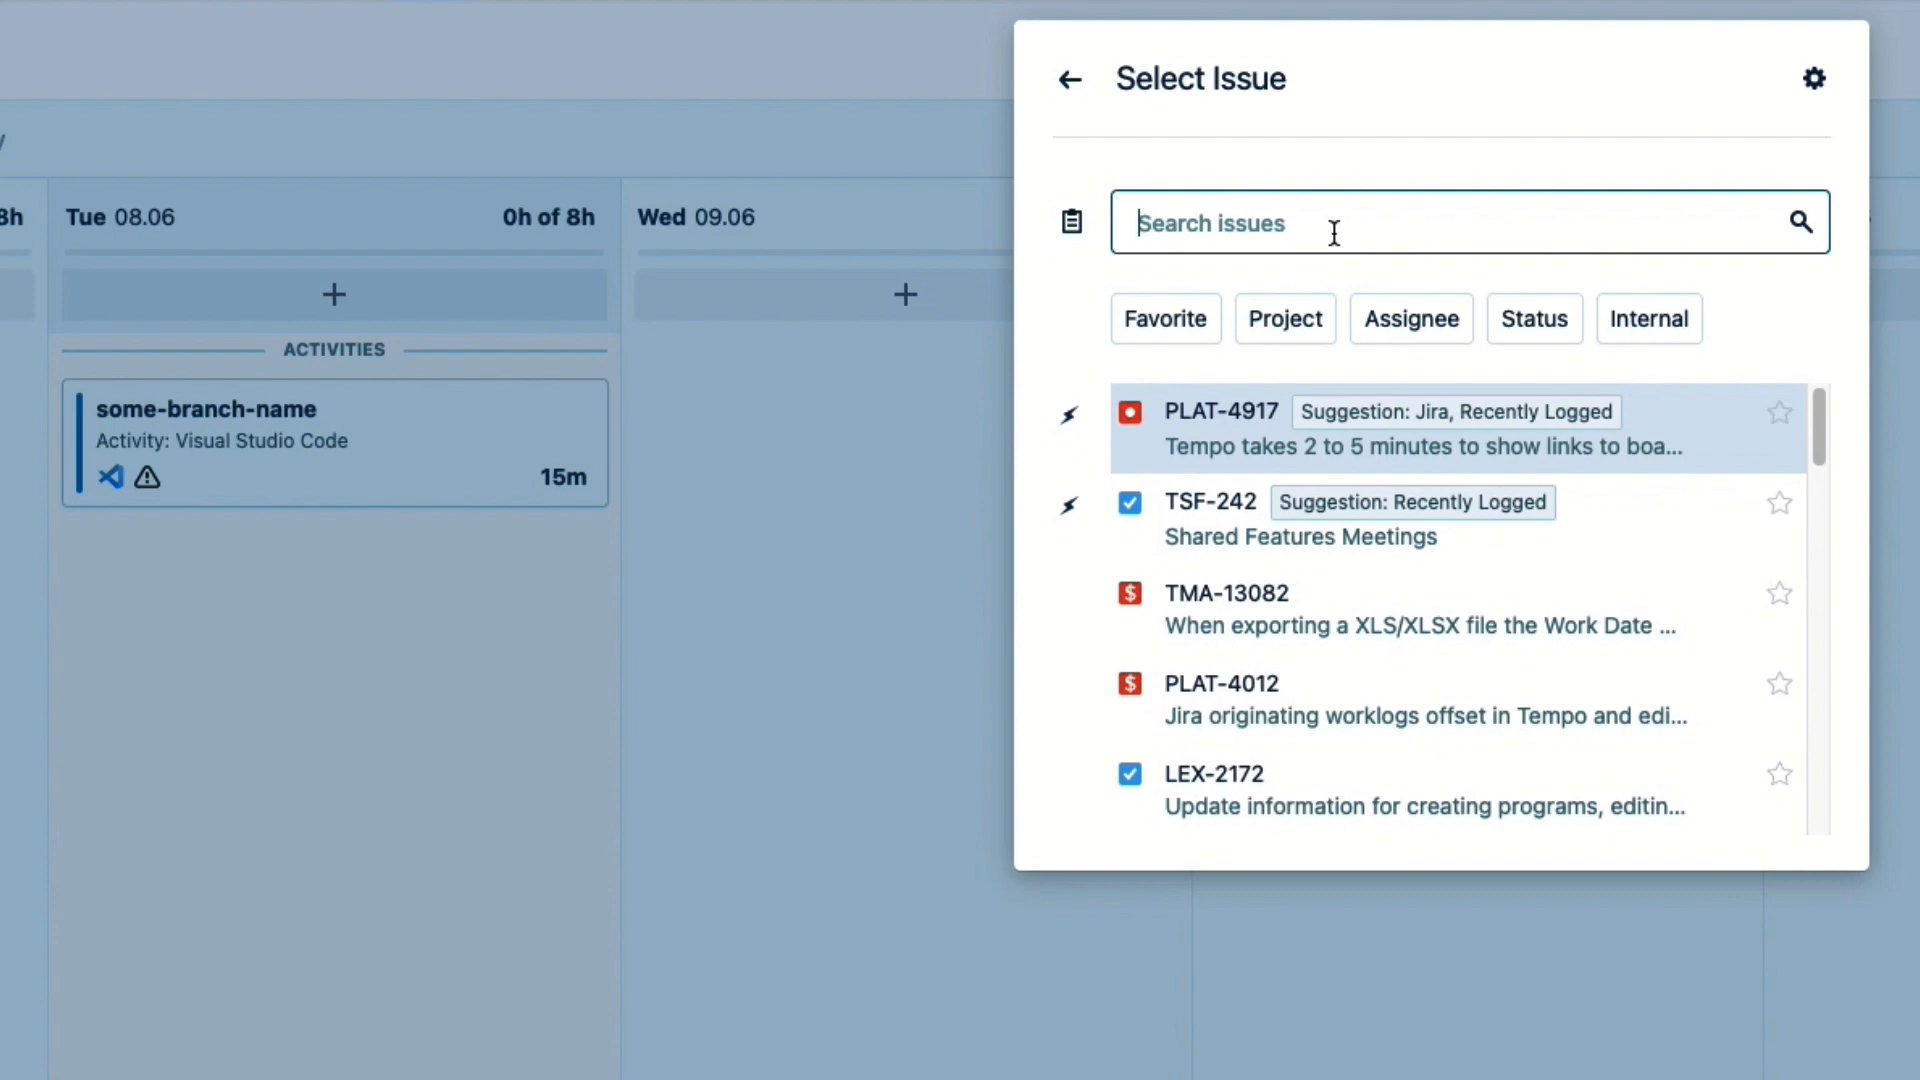 8h
Tue 08.06
0h of 8h
Wed 09.06
ACTIVITIES
some-branch-name
Activity: Visual Studio Code
15m
Select Issue
Search issues
Favorite
Project
Assignee
Status
Internal
PLAT-4917
Suggestion: Jira, Recently Logged
Tempo takes 2 to 5 minutes to show links to boa...
TSF-242
Suggestion: Recently Logged
Shared Features Meetings
TMA-13082
When exporting a XLS/XLSX file the Work Date ...
PLAT-4012
Jira originating worklogs offset in Tempo and edi...
LEX-2172
Update information for creating programs, editin...